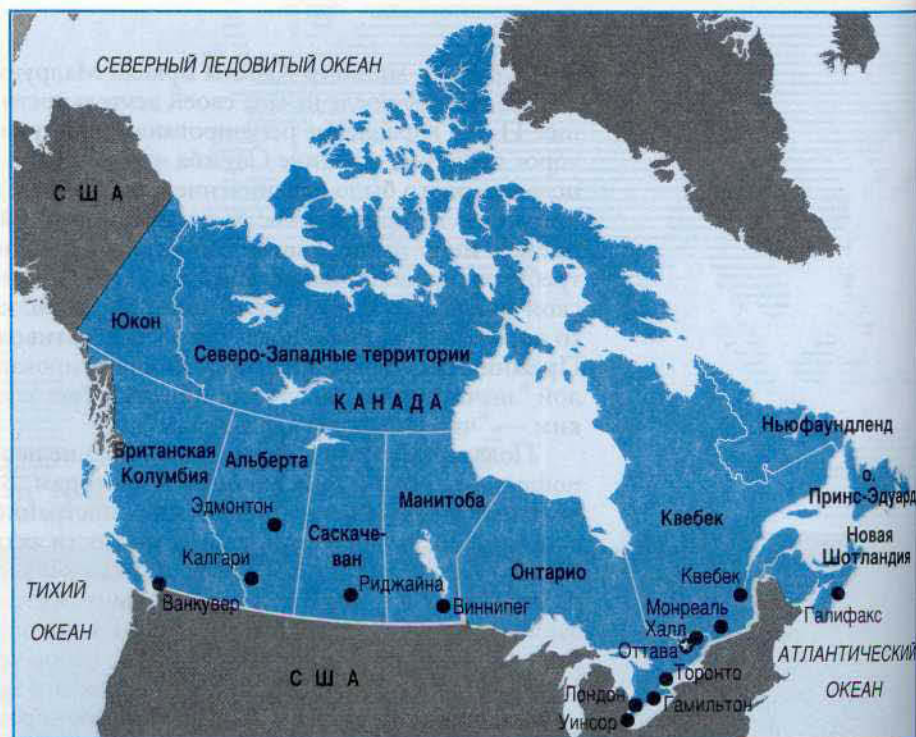 СЕВЕРНЫЙ ЛЕДОВИТЫЙ ОКЕАН
С Ш А
Юкон
Северо-Западные территории
КАНАДА
Британская
Колумбия
Альберта
Эдмонтон
Калгари
Ванкувер
Саскаче-
ван
Риджайна
Манитоба
Виннипег
Онтарио
Квебек
Ньюфаундленд
о.
Принс-Эдуард
Новая
Шотландия
Квебек
Монреаль
Халл
Оттава
Галифакс
Торонто
Лондон
Гамильтон
Уинсор
ТИХИЙ
ОКЕАН
С Ш А
АТЛАНТИЧЕСКИЙ
ОКЕАН